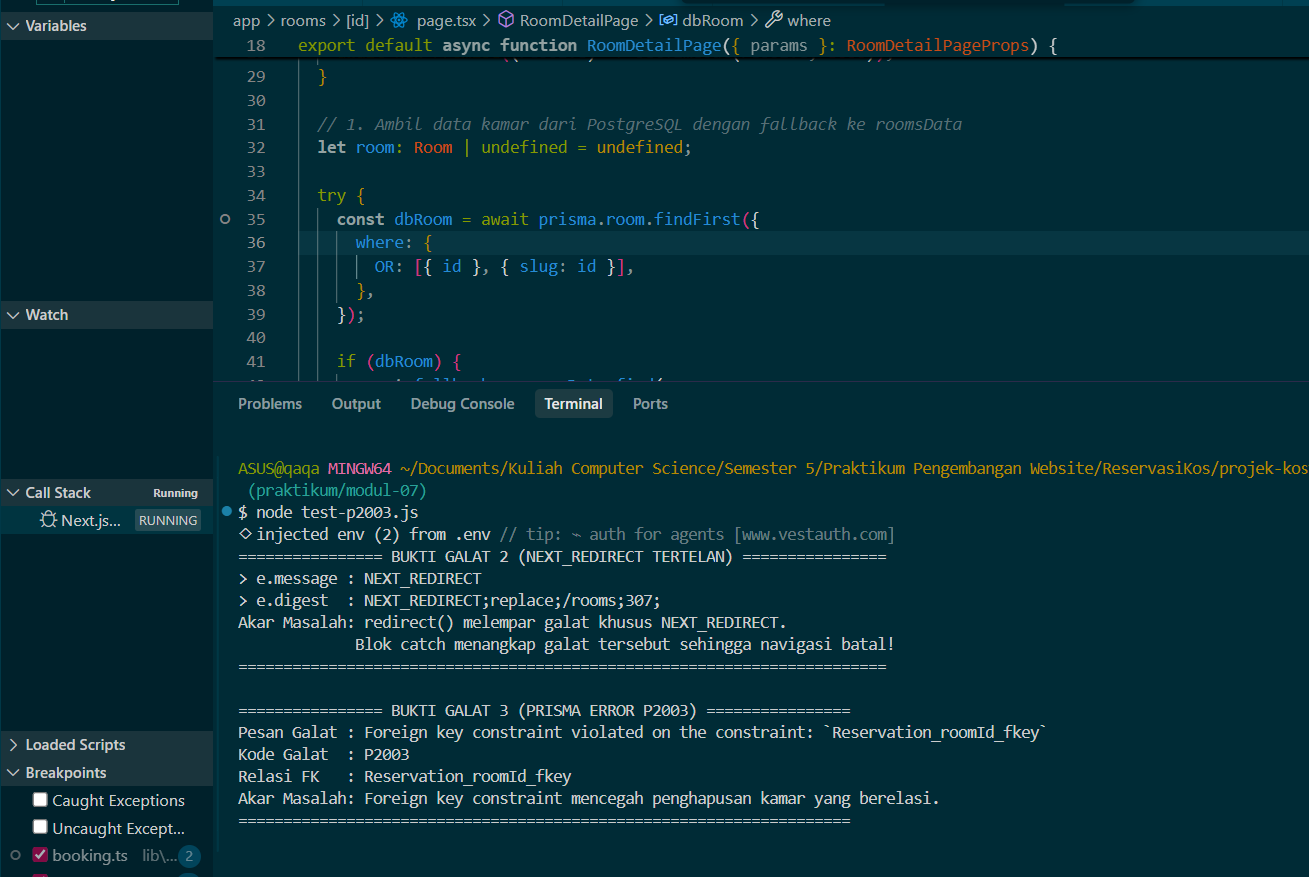 Variables
Watch
Call Stack Running
Next.js... RUNNING
Loaded Scripts
Breakpoints
Caught Exceptions
Uncaught Except...
booking.ts lib\... 2
app > rooms > [id] > page.tsx > RoomDetailPage > dbRoom > where
18 export default async function RoomDetailPage({ params }: RoomDetailPageProps) {
29 }
30
31 // 1. Ambil data kamar dari PostgreSQL dengan fallback ke roomsData
32 let room: Room | undefined = undefined;
33
34 try {
35 const dbRoom = await prisma.room.findFirst({
36 where: {
37 OR: [{ id }, { slug: id }],
38 },
39 });
40
41 if (dbRoom) {
Problems Output Debug Console Terminal Ports
ASUS@qaqa MINGW64 ~/Documents/Kuliah Computer Science/Semester 5/Praktikum Pengembangan Website/ReservasiKos/projek-kos
(praktikum/modul-07)
$ node test-p2003.js
◇ injected env (2) from .env // tip: ⌁ auth for agents [www.vestauth.com]
================ BUKTI GALAT 2 (NEXT_REDIRECT TERTELAN) ================
> e.message : NEXT_REDIRECT
> e.digest  : NEXT_REDIRECT;replace;/rooms;307;
Akar Masalah: redirect() melempar galat khusus NEXT_REDIRECT.
Blok catch menangkap galat tersebut sehingga navigasi batal!
========================================================================
================ BUKTI GALAT 3 (PRISMA ERROR P2003) ================
Pesan Galat : Foreign key constraint violated on the constraint: `Reservation_roomId_fkey`
Kode Galat  : P2003
Relasi FK   : Reservation_roomId_fkey
Akar Masalah: Foreign key constraint mencegah penghapusan kamar yang berelasi.
====================================================================